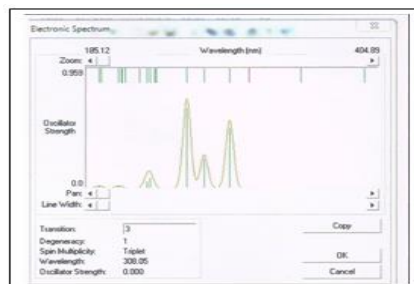 Electronic Spectrum
185.12 Wavelength (nm) 404.89
Zoom:
0.959
Oscillator
Strength
0.0
Pan:
Line Width:
Transition: 3
Degeneracy: 1
Spin Multiplicity: Triplet
Wavelength: 308.05
Oscillator Strength: 0.000
Copy
OK
Cancel